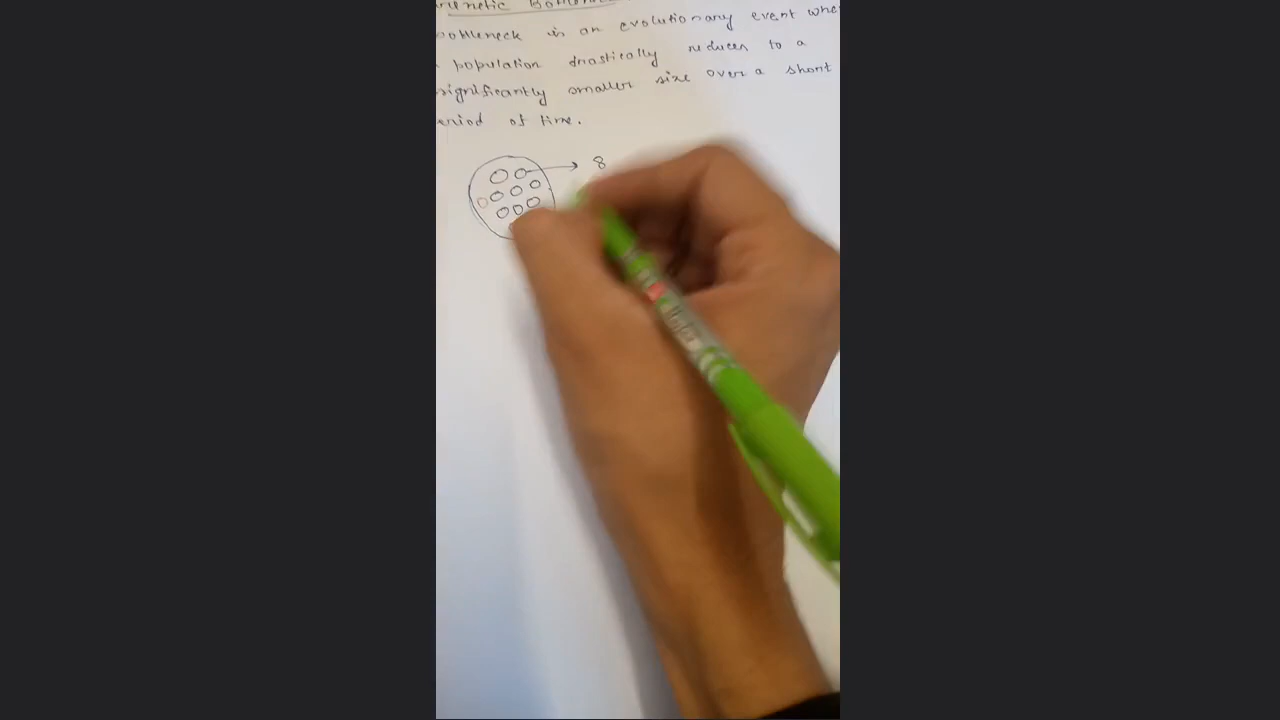 Genetic Bottleneck
bottleneck is an evolutionary event when
population drastically reduces to a
significantly smaller size over a short
period of time.
8